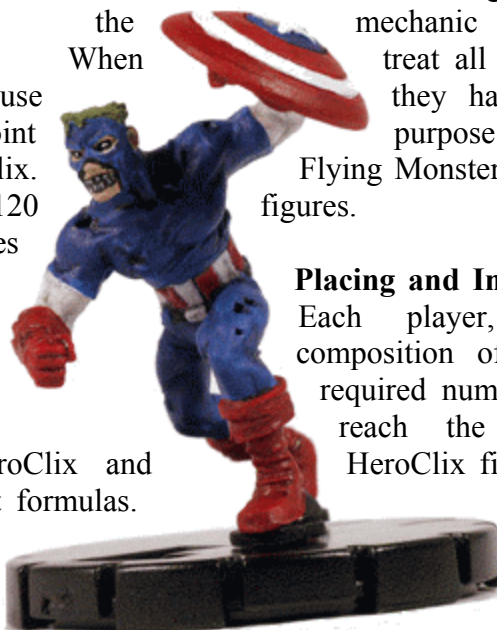 the
When
use
oint
lix.
120
es
roClix and
t formulas.
mechanic
treat all
they ha
purpose
Flying Monster
figures.
Placing and In
Each player,
composition of
required num
reach the
HeroClix fi